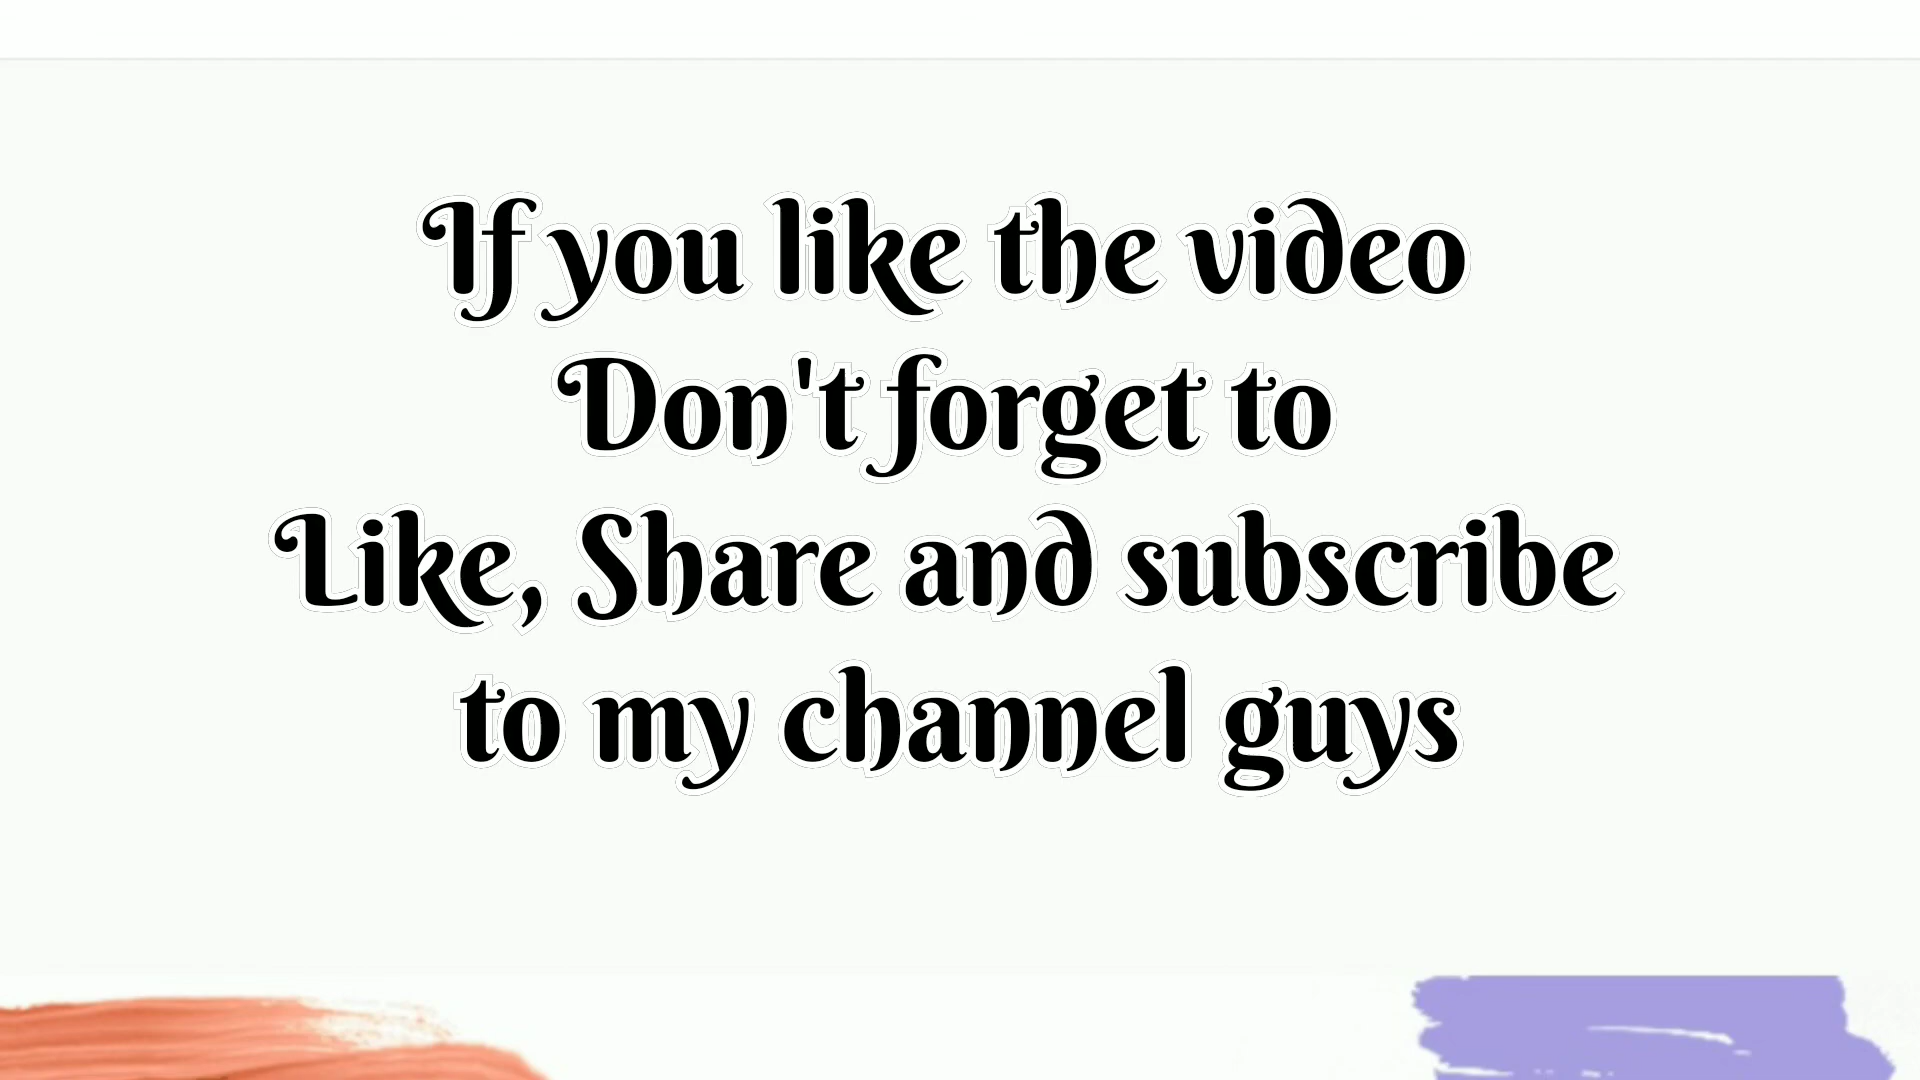 If you like the video
Don't forget to
Like, Share and subscribe
to my channel guys